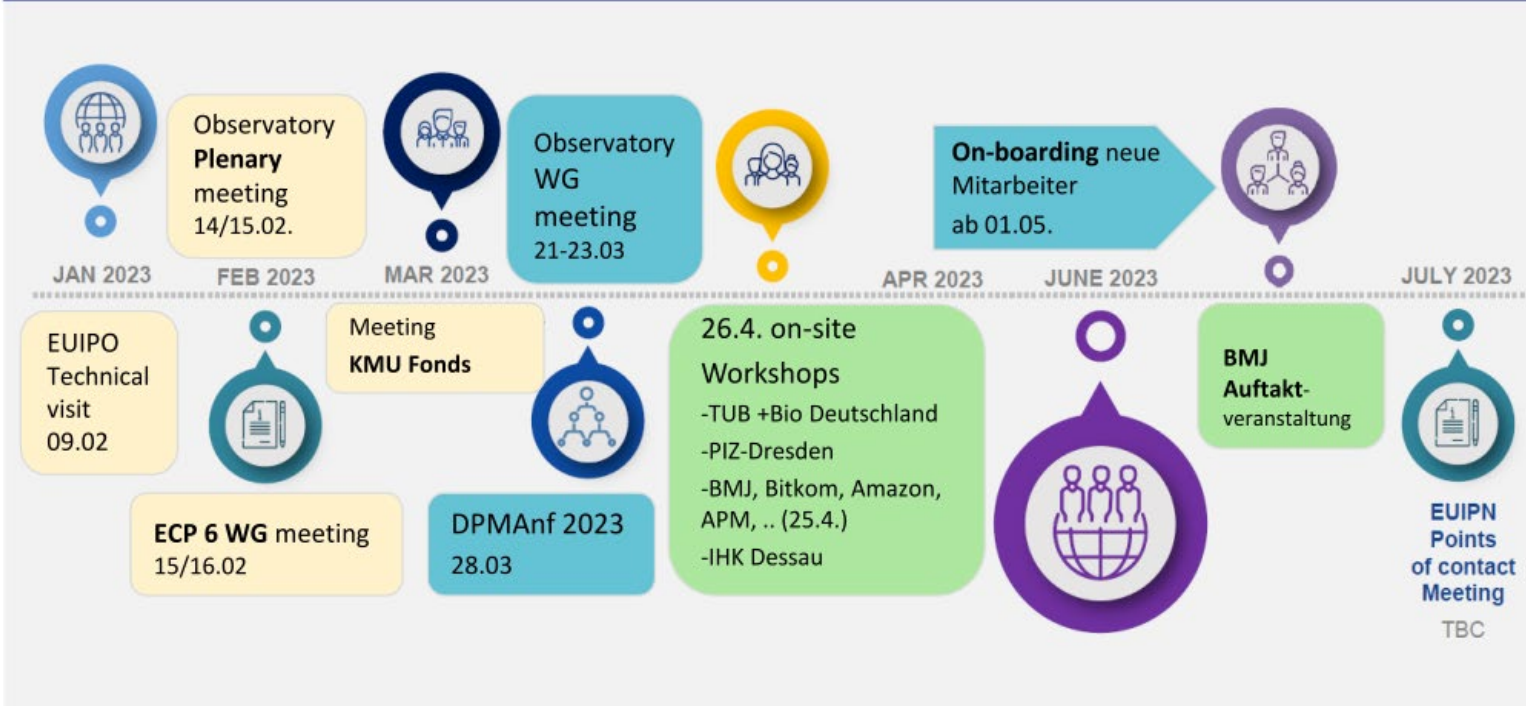 Observatory
Plenary
meeting
14/15.02.
Observatory
WG
meeting
21-23.03
On-boarding neue
Mitarbeiter
ab 01.05.
JAN 2023
FEB 2023
MAR 2023
APR 2023
JUNE 2023
JULY 2023
EUIPO
Technical
visit
09.02
Meeting
KMU Fonds
26.4. on-site
Workshops
-TUB +Bio Deutschland
-PIZ-Dresden
-BMJ, Bitkom, Amazon,
APM, .. (25.4.)
-IHK Dessau
BMJ
Auftakt-
veranstaltung
ECP 6 WG meeting
15/16.02
DPMAnf 2023
28.03
EUIPN
Points
of contact
Meeting
TBC